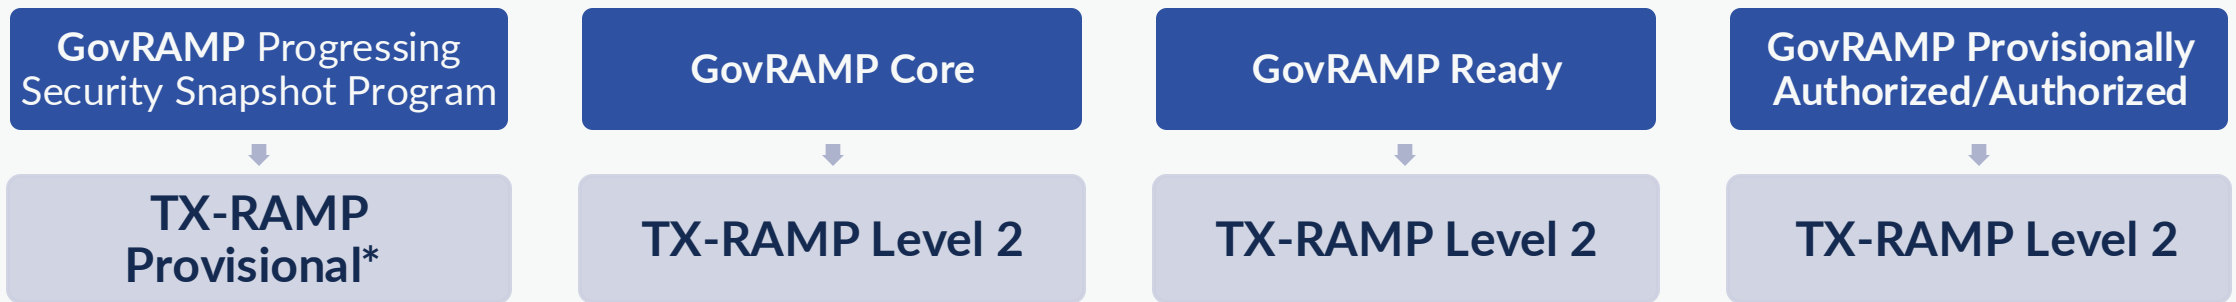 GovRAMP Progressing
Security Snapshot Program
TX-RAMP
Provisional*
GovRAMP Core
TX-RAMP Level 2
GovRAMP Ready
TX-RAMP Level 2
GovRAMP Provisionally
Authorized/Authorized
TX-RAMP Level 2